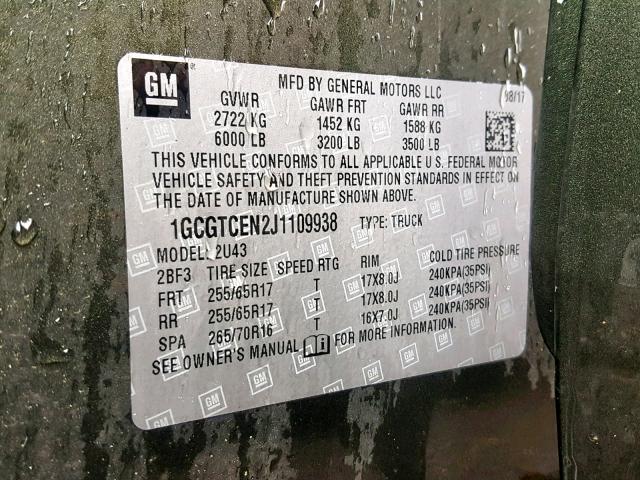 GM
MFD BY GENERAL MOTORS LLC
08/17
GVWR GAWR FRT GAWR RR
2722 KG 1452 KG 1588 KG
6000 LB 3200 LB 3500 LB
THIS VEHICLE CONFORMS TO ALL APPLICABLE U.S. FEDERAL MOTOR
VEHICLE SAFETY AND THEFT PREVENTION STANDARDS IN EFFECT ON
THE DATE OF MANUFACTURE SHOWN ABOVE.
1GCGTCEN2J1109938 TYPE: TRUCK
MODEL: 2U43
2BF3 TIRE SIZE SPEED RTG RIM COLD TIRE PRESSURE
FRT 255/65R17 T 17X8.0J 240KPA(35PSI)
RR 255/65R17 T 17X8.0J 240KPA(35PSI)
SPA 265/70R16 T 16X7.0J 240KPA(35PSI)
SEE OWNER'S MANUAL FOR MORE INFORMATION.